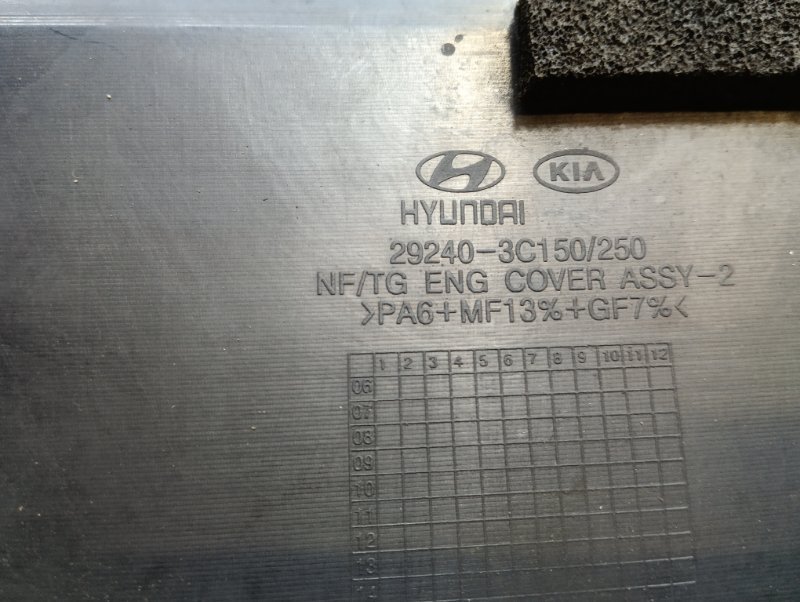 KIA
HYUNDAI
29240-3C150/250
NF/TG ENG COVER ASSY-2
>PA6+MF13%+GF7%<
1 2 3 4 5 6 7 8 9 10 11 12
06
07
08
09
10
11
12
13
14